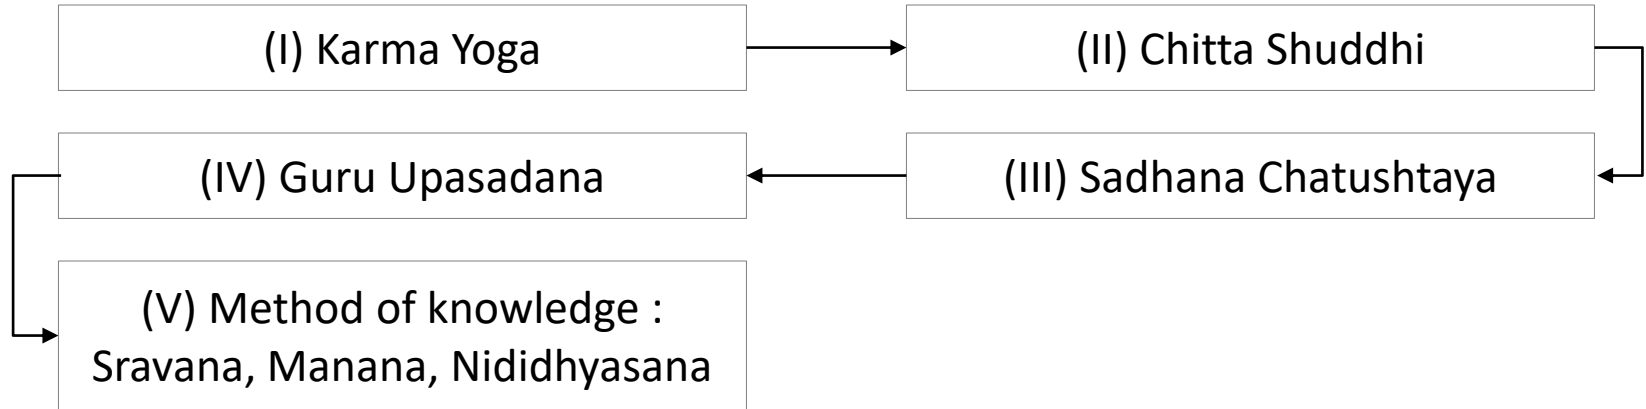 (I) Karma Yoga
(II) Chitta Shuddhi
(III) Sadhana Chatushtaya
(IV) Guru Upasadana
(V) Method of knowledge :
Sravana, Manana, Nididhyasana